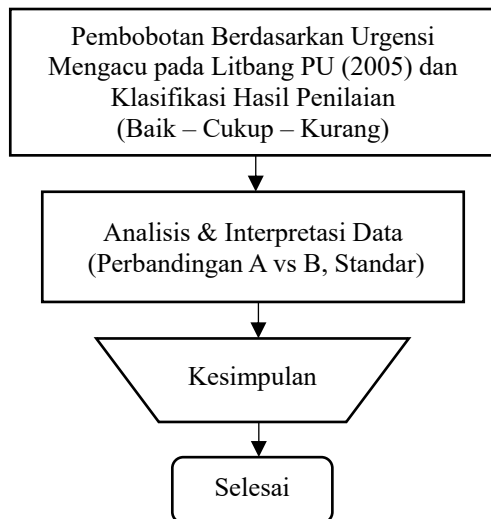 Pembobotan Berdasarkan Urgensi
Mengacu pada Litbang PU (2005) dan
Klasifikasi Hasil Penilaian
(Baik – Cukup – Kurang)
Analisis & Interpretasi Data
(Perbandingan A vs B, Standar)
Kesimpulan
Selesai